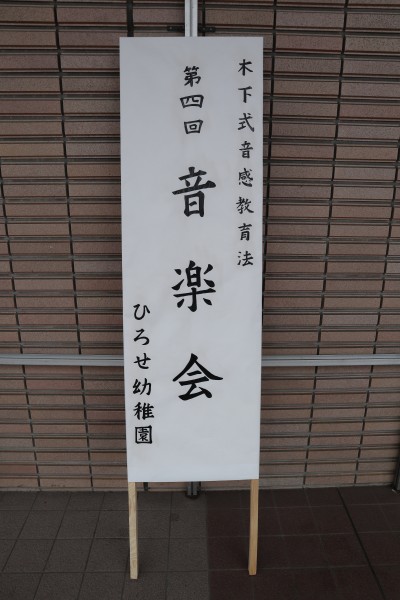 木下式音感教育法
第四回 音楽会
ひろせ幼稚園